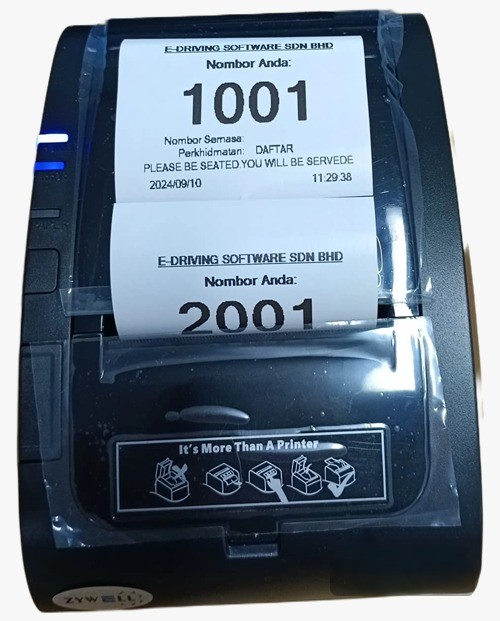 E-DRIVING SOFTWARE SDN BHD
Nombor Anda:
1001
Nombor Semasa:
Perkhidmatan: DAFTAR
PLEASE BE SEATED.YOU WILL BE SERVEDE
2024/09/10 11:29:38
E-DRIVING SOFTWARE SDN BHD
Nombor Anda:
2001
It's More Than A Printer
ZYWELL